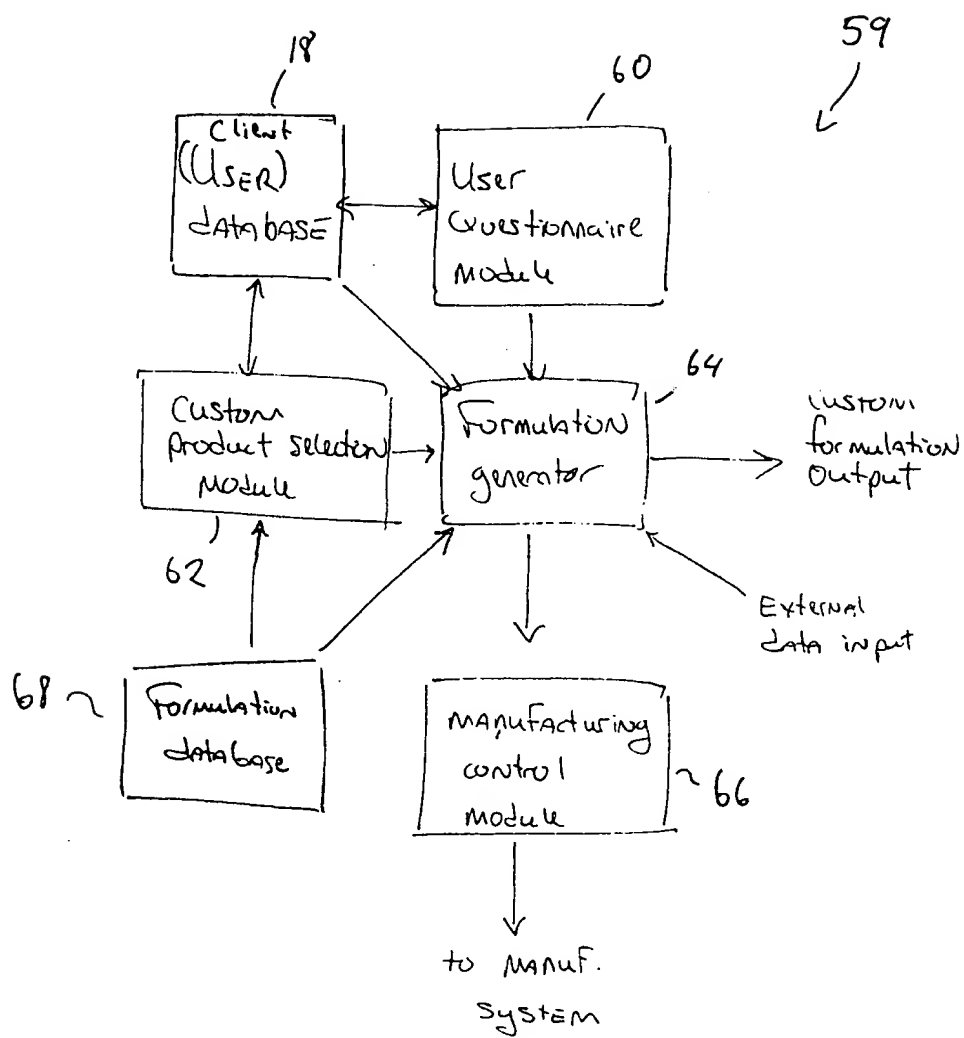 59
18
60
Client
(USER)
dATABASE
User
Questionnaire
Module
64
Custom
Product Selection
Module
62
Formulation
generator
Custom
formulation
Output
External
data input
68
Formulation
database
Manufacturing
control
module
66
to Manuf.
system